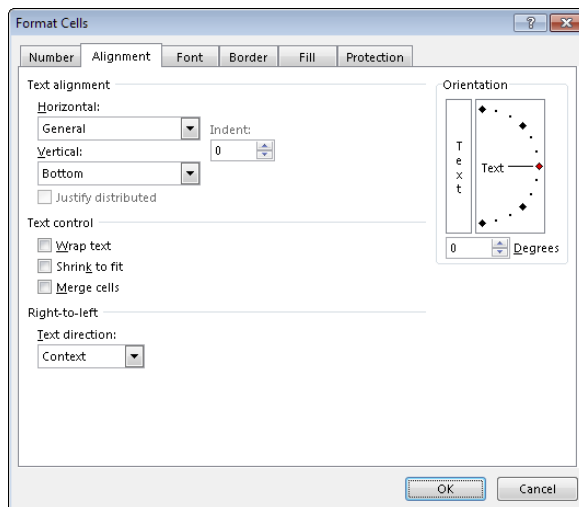 Format Cells
Number Alignment Font Border Fill Protection
Text alignment
Horizontal:
General
Indent:
0
Vertical:
Bottom
Justify distributed
Text control
Wrap text
Shrink to fit
Merge cells
Right-to-left
Text direction:
Context
Orientation
Text
Text
0 Degrees
OK Cancel